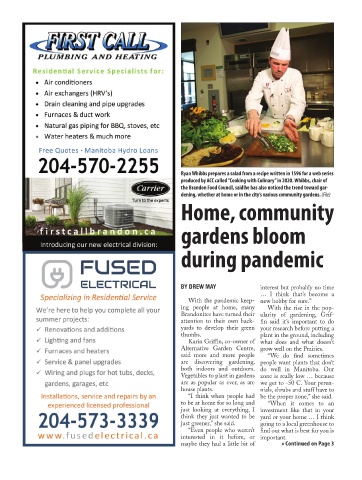 FIRST CALL
PLUMBING AND HEATING
Residential Service Specialists for:
• Air conditioners
• Air exchangers (HRV's)
• Drain cleaning and pipe upgrades
• Furnaces & duct work
• Natural gas piping for BBQ, stoves, etc
• Water heaters & much more
Free Quotes - Manitoba Hydro Loans
204-570-2255
Carrier
Turn to the experts
firstcallbrandon.ca
Introducing our new electrical division:
FUSED
ELECTRICAL
Specializing in Residential Service
We're here to help you complete all your
summer projects:
✓ Renovations and additions
✓ Lighting and fans
✓ Furnaces and heaters
✓ Service & panel upgrades
✓ Wiring and plugs for hot tubs, decks,
garages, gardens, etc
Installations, service and repairs by an
experienced licensed professional
204-573-3339
www.fusedelectrical.ca
Ryan Whibbs prepares a salad from a recipe written in 1596 for a web series
produced by ACC called "Cooking with Culinary" in 2020. Whibbs, chair of
the Brandon Food Council, said he has also noticed the trend toward gar-
dening, whether at home or in the city's various community gardens. (File)
Home, community
gardens bloom
during pandemic
BY DREW MAY
With the pandemic keep-
ing people at home, many
Brandonites have turned their
attention to their own back-
yards to develop their green
thumbs.
Karin Griffin, co-owner of
Alternative Garden Centre,
said more and more people
are discovering gardening,
both indoors and outdoors.
Vegetables to plant in gardens
are as popular as ever, as are
house plants.
"I think when people had
to be at home for so long and
just looking at everything, I
think they just wanted to be
just greener," she said.
"Even people who weren't
interested in it before, or
maybe they had a little bit of
interest but probably no time
… I think that's become a
new hobby for sure."
With the rise in the pop-
ularity of gardening, Grif-
fin said it's important to do
your research before putting a
plant in the ground, including
what does and what doesn't
grow well on the Prairies.
"We do find sometimes
people want plants that don't
do well in Manitoba. Our
zone is really low … because
we get to -50 C. Your peren-
nials, shrubs and stuff have to
be the proper zone," she said.
"When it comes to an
investment like that in your
yard or your home … I think
going to a local greenhouse to
find out what is best for you is
important.
» Continued on Page 3